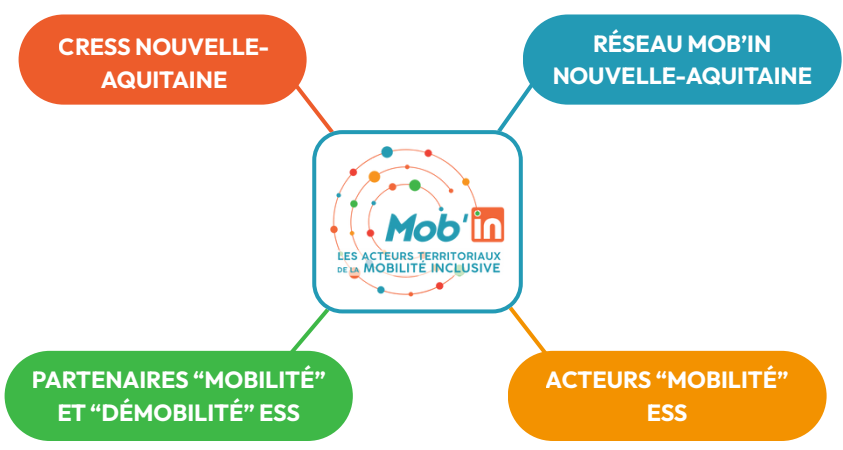 CRESS NOUVELLE-
AQUITAINE
RÉSEAU MOB’IN
NOUVELLE-AQUITAINE
Mob'in
LES ACTEURS TERRITORIAUX
DE LA MOBILITÉ INCLUSIVE
PARTENAIRES “MOBILITÉ”
ET “DÉMOBILITÉ” ESS
ACTEURS “MOBILITÉ”
ESS